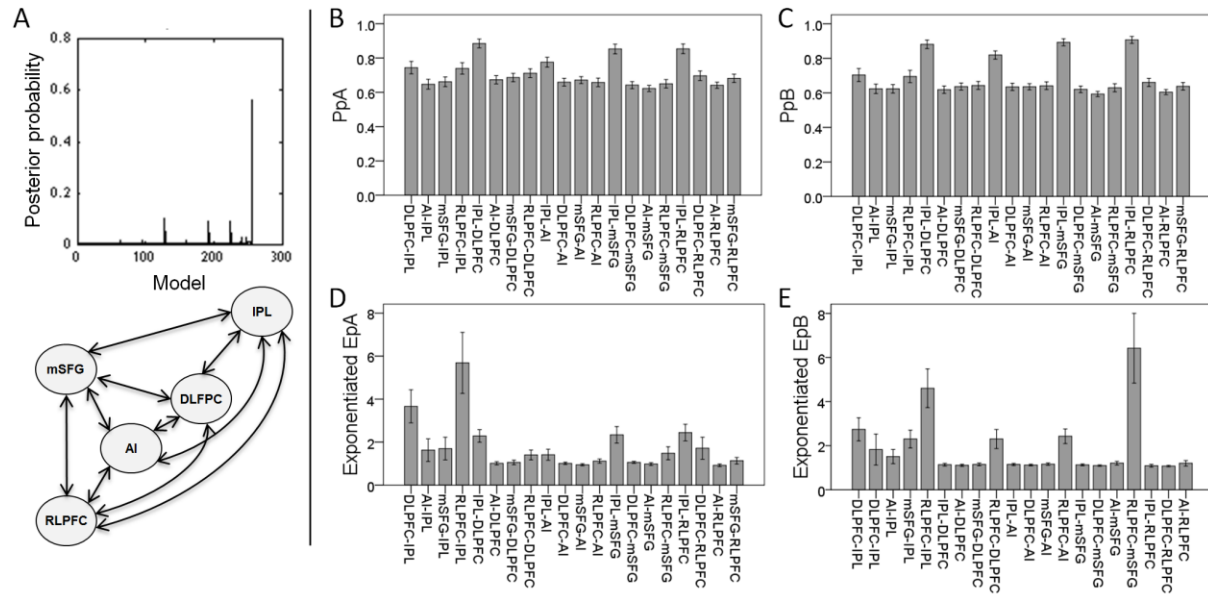 A
Posterior probability
0.8
0.6
0.4
0.2
0
0 100 200 300
Model
IPL
mSFG
DLFPC
AI
RLPFC
B
PpA
1.0
0.8
0.6
0.4
0.2
0.0
DLPFC-IPL
AI-IPL
mSFG-IPL
RLPFC-IPL
IPL-DLPFC
AI-DLPFC
mSFG-DLPFC
RLPFC-DLPFC
IPL-AI
DLPFC-AI
mSFG-AI
RLPFC-AI
IPL-mSFG
DLPFC-mSFG
AI-mSFG
RLPFC-mSFG
IPL-RLPFC
DLPFC-RLPFC
AI-RLPFC
mSFG-RLPFC
C
PpB
1.0
0.8
0.6
0.4
0.2
0.0
DLPFC-IPL
AI-IPL
mSFG-IPL
RLPFC-IPL
IPL-DLPFC
AI-DLPFC
mSFG-DLPFC
RLPFC-DLPFC
IPL-AI
DLPFC-AI
mSFG-AI
RLPFC-AI
IPL-mSFG
DLPFC-mSFG
AI-mSFG
RLPFC-mSFG
IPL-RLPFC
DLPFC-RLPFC
AI-RLPFC
mSFG-RLPFC
D
Exponentiated EpA
8
6
4
2
0
DLPFC-IPL
AI-IPL
mSFG-IPL
RLPFC-IPL
IPL-DLPFC
AI-DLPFC
mSFG-DLPFC
RLPFC-DLPFC
IPL-AI
DLPFC-AI
mSFG-AI
RLPFC-AI
IPL-mSFG
DLPFC-mSFG
AI-mSFG
RLPFC-mSFG
IPL-RLPFC
DLPFC-RLPFC
AI-RLPFC
mSFG-RLPFC
E
Exponentiated EpB
8
6
4
2
0
DLPFC-IPL
DLPFC-IPL
AI-IPL
mSFG-IPL
RLPFC-IPL
IPL-DLPFC
AI-DLPFC
mSFG-DLPFC
RLPFC-DLPFC
IPL-AI
DLPFC-AI
mSFG-AI
RLPFC-AI
IPL-mSFG
DLPFC-mSFG
AI-mSFG
RLPFC-mSFG
IPL-RLPFC
DLPFC-RLPFC
AI-RLPFC